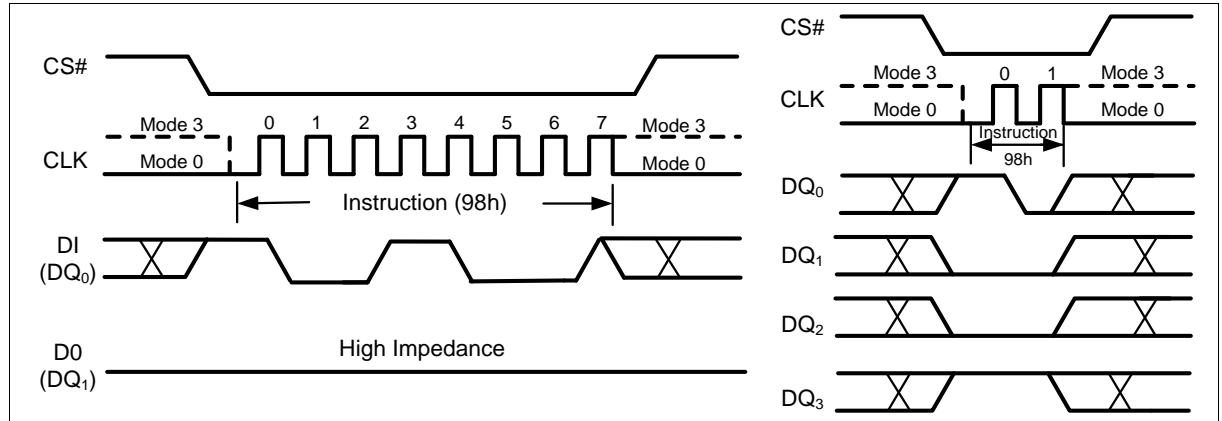 CS#
Mode 3 0 1 2 3 4 5 6 7 Mode 3
CLK
Mode 0 Mode 0
Instruction (98h)
DI
(DQ0)
High Impedance
D0
(DQ1)
CS#
Mode 3 0 1 Mode 3
CLK
Mode 0 Mode 0
Instruction
98h
DQ0
DQ1
DQ2
DQ3